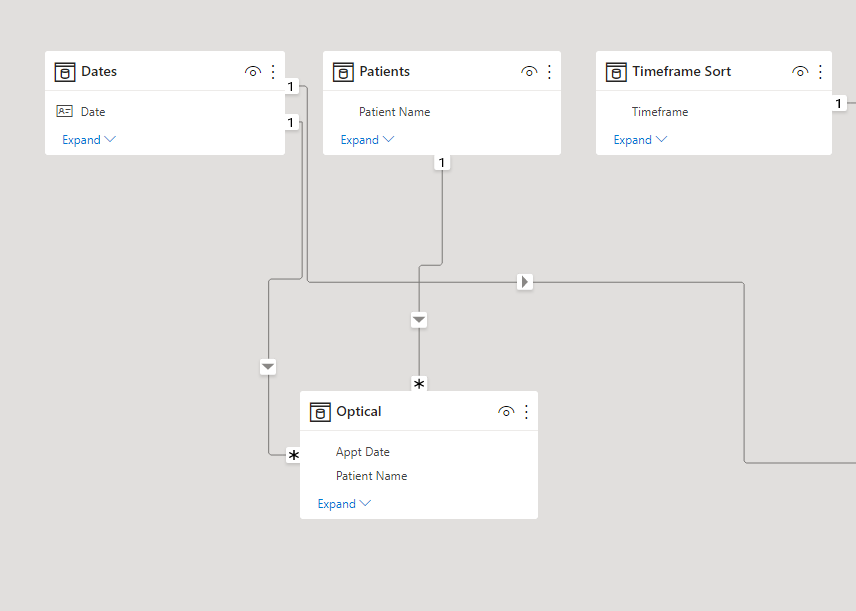 Dates
Date
Expand
1
1
Patients
Patient Name
Expand
1
Timeframe Sort
Timeframe
Expand
1
*
*
Optical
Appt Date
Patient Name
Expand